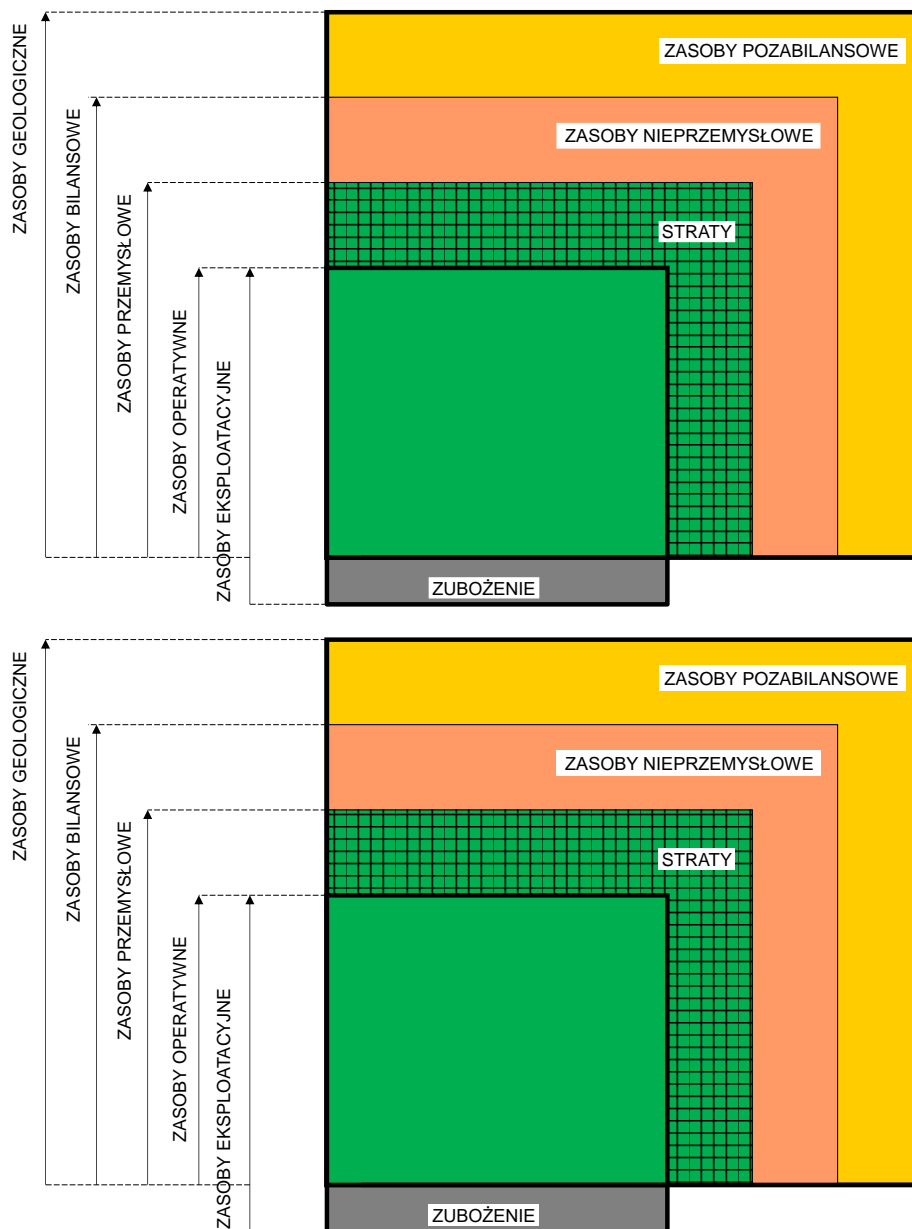 ZASOBY GEOLOGICZNE
ZASOBY BILANSOWE
ZASOBY PRZEMYSŁOWE
ZASOBY OPERATYWNE
ZASOBY EKSPLOATACYJNE
ZASOBY POZABILANSOWE
ZASOBY NIEPRZEMYSŁOWE
STRATY
ZUBOŻENIE
ZASOBY GEOLOGICZNE
ZASOBY BILANSOWE
ZASOBY PRZEMYSŁOWE
ZASOBY OPERATYWNE
ZASOBY EKSPLOATACYJNE
ZASOBY POZABILANSOWE
ZASOBY NIEPRZEMYSŁOWE
STRATY
ZUBOŻENIE